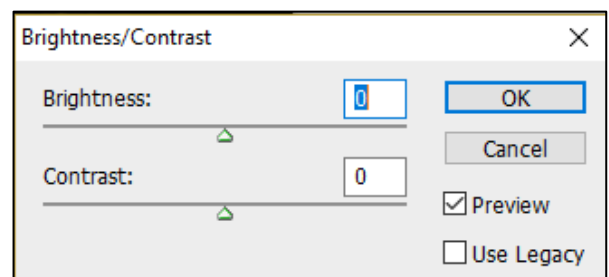 Brightness/Contrast
Brightness:
0
OK
Cancel
Contrast:
0
Preview
Use Legacy